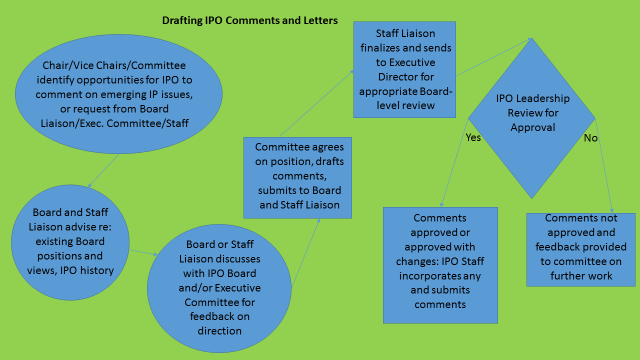 Drafting IPO Comments and Letters
Chair/Vice Chairs/Committee
identify opportunities for IPO to
comment on emerging IP issues,
or request from Board
Liaison/Exec. Committee/Staff
Board and Staff
Liaison advise re:
existing Board
positions and
views, IPO history
Board or Staff
Liaison discusses
with IPO Board
and/or Executive
Committee for
feedback on
direction
Committee agrees
on position, drafts
comments,
submits to Board
and Staff Liaison
Staff Liaison
finalizes and sends
to Executive
Director for
appropriate Board-
level review
IPO Leadership
Review for
Approval
Yes
No
Comments
approved or
approved with
changes: IPO Staff
incorporates any
and submits
comments
Comments not
approved and
feedback provided
to committee on
further work